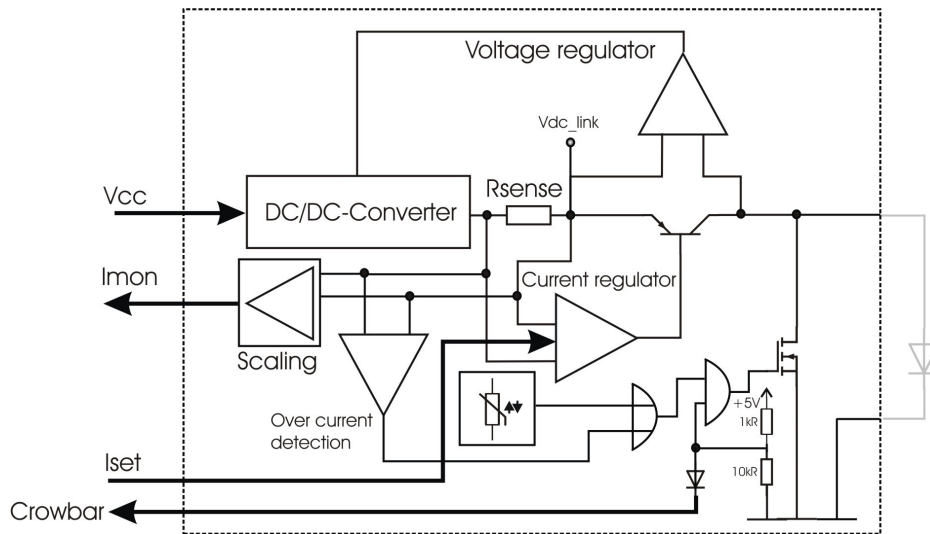 Voltage regulator
Vdc_link
Vcc
DC/DC-Converter
Rsense
Imon
Current regulator
Scaling
Over current
detection
+5V
1kR
Iset
10kR
Crowbar